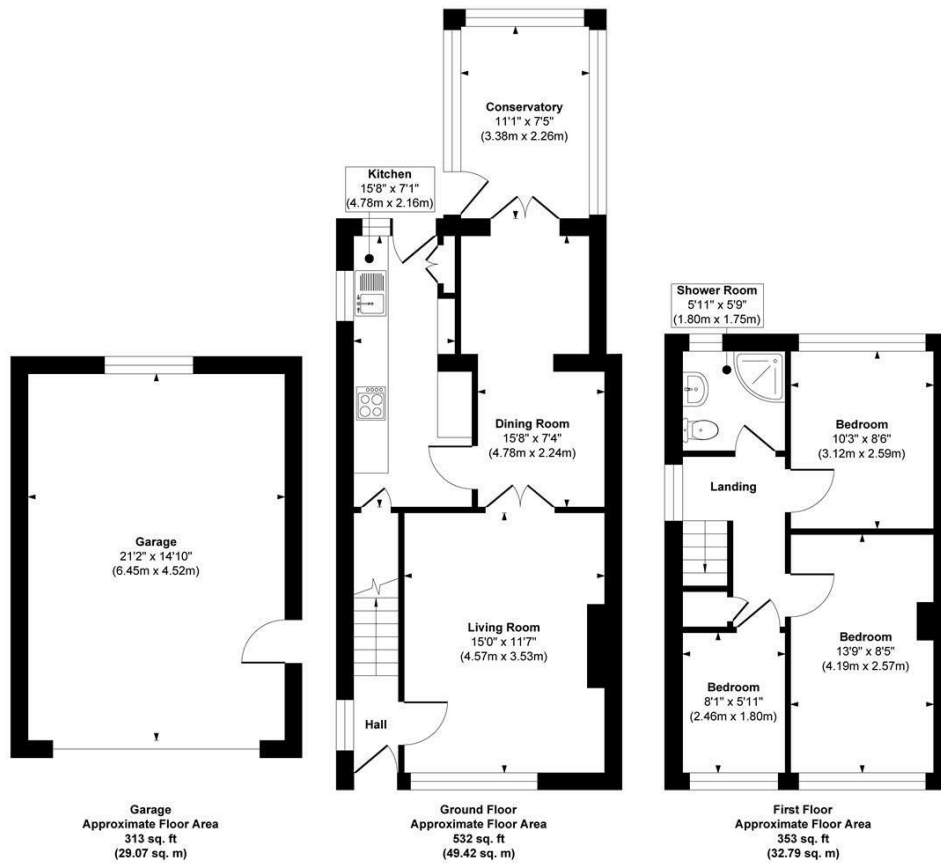 Conservatory
11'1" x 7'5"
(3.38m x 2.26m)
Kitchen
15'8" x 7'1"
(4.78m x 2.16m)
Shower Room
5'11" x 5'9"
(1.80m x 1.75m)
Dining Room
15'8" x 7'4"
(4.78m x 2.24m)
Bedroom
10'3" x 8'6"
(3.12m x 2.59m)
Landing
Garage
21'2" x 14'10"
(6.45m x 4.52m)
Living Room
15'0" x 11'7"
(4.57m x 3.53m)
Bedroom
13'9" x 8'5"
(4.19m x 2.57m)
Bedroom
8'1" x 5'11"
(2.46m x 1.80m)
Hall
Garage
Approximate Floor Area
313 sq. ft
(29.07 sq. m)
Ground Floor
Approximate Floor Area
532 sq. ft
(49.42 sq. m)
First Floor
Approximate Floor Area
353 sq. ft
(32.79 sq. m)